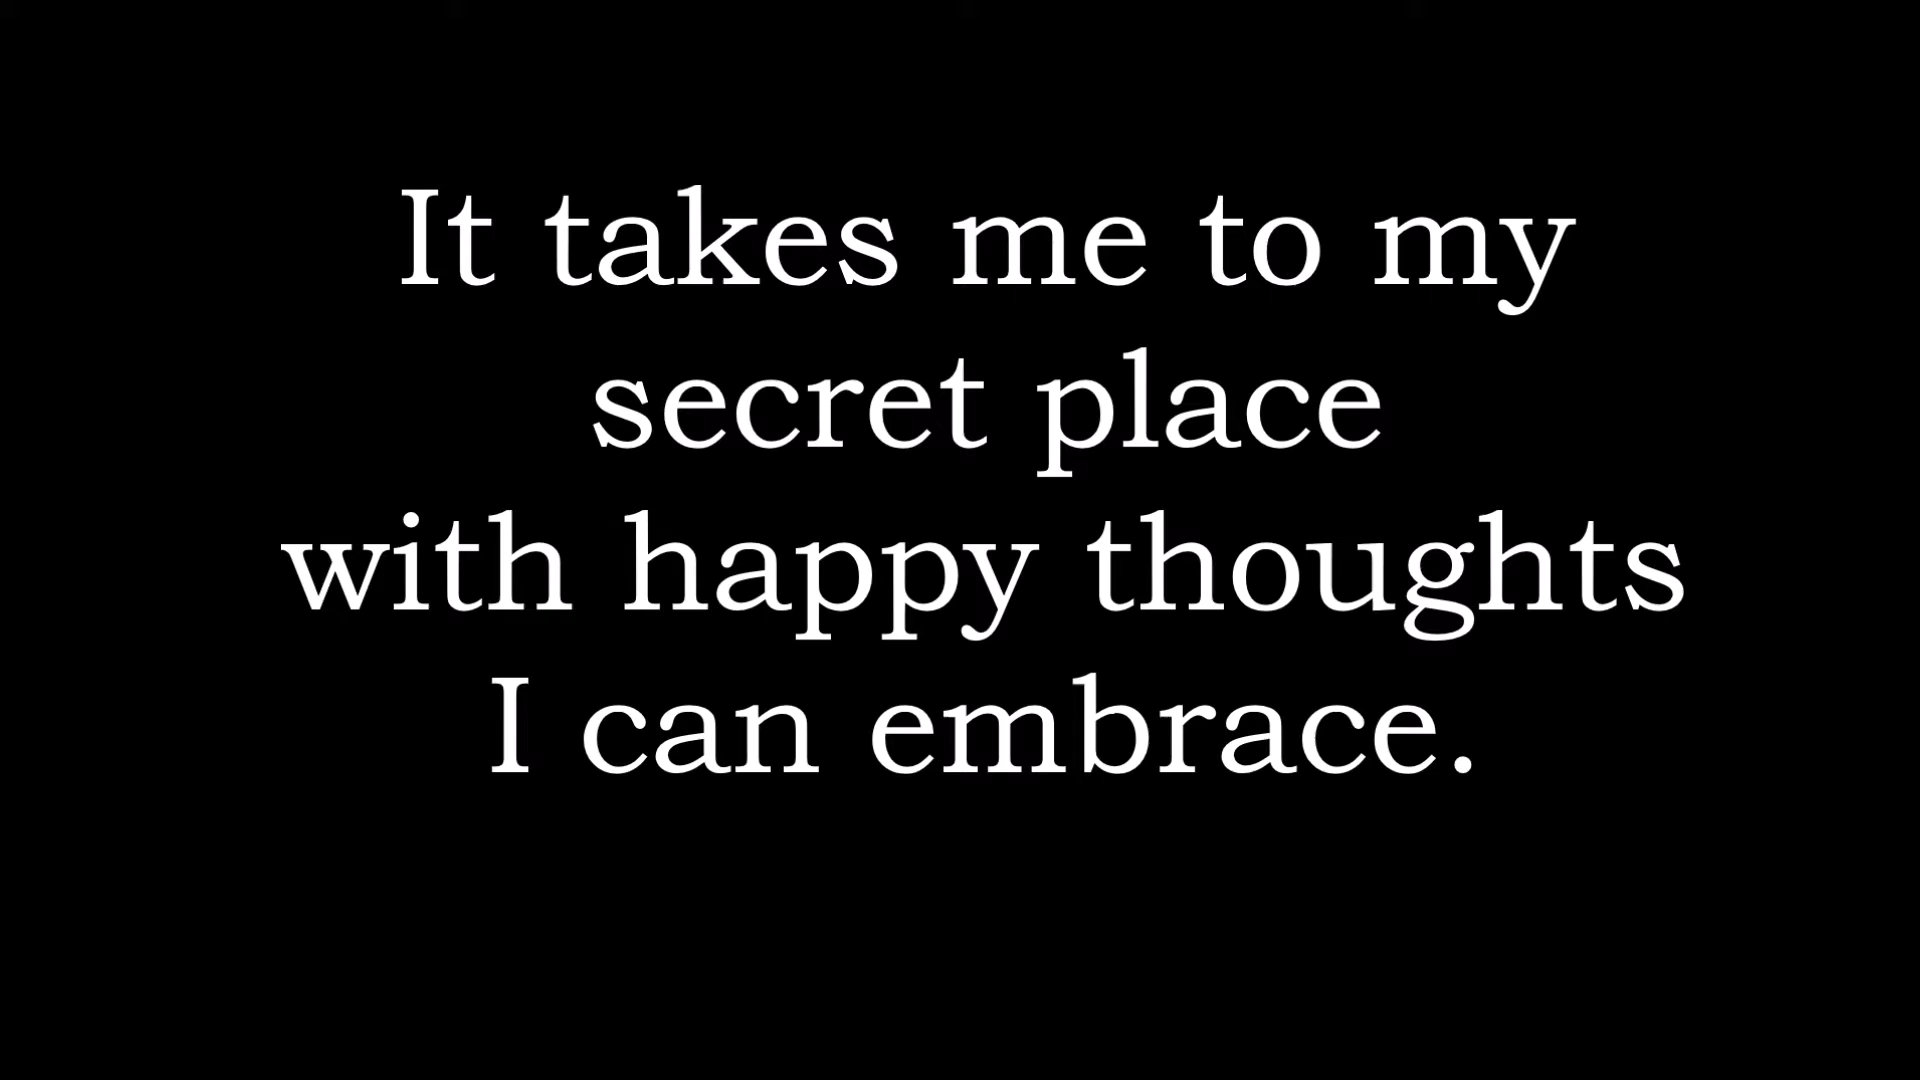 It takes me to my
secret place
with happy thoughts
I can embrace.